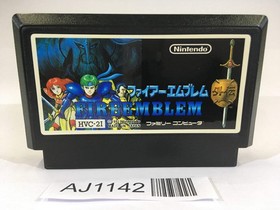 Nintendo
ファイアーエムブレム
FIRE EMBLEM
HVC-21
ファミリーコンピュータ
AJ1142